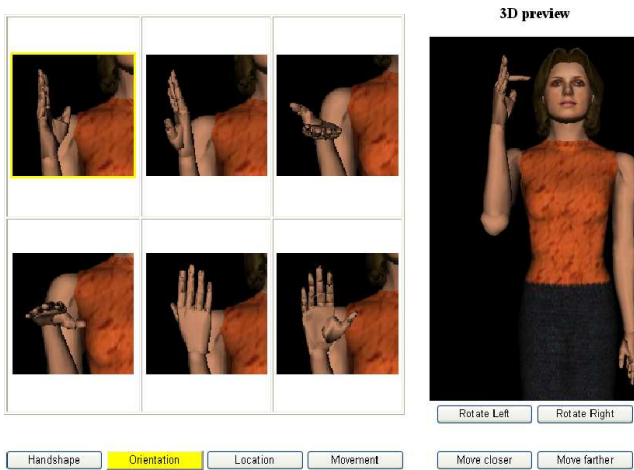 3D preview
Rotate Left
Rotate Right
Handshape
Orientation
Location
Movement
Move closer
Move farther